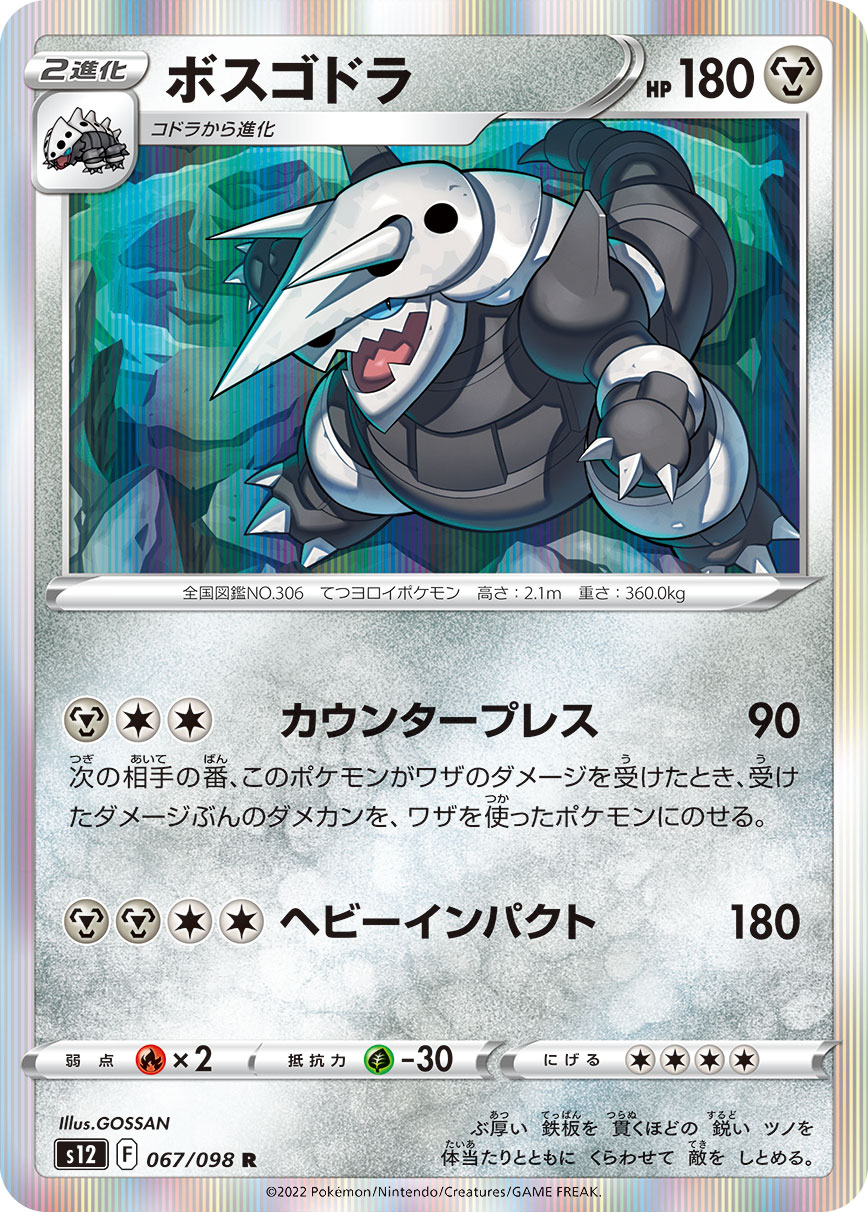 2進化
ボスゴドラ
HP 180
コドラから進化
全国図鑑NO.306 てつヨロイポケモン 高さ:2.1m 重さ:360.0kg
カウンタープレス 90
次の相手の番、このポケモンがワザのダメージを受けたとき、受け
たダメージぶんのダメカンを、ワザを使ったポケモンにのせる。
ヘビーインパクト 180
弱点 ×2 抵抗力 -30 にげる
Illus.GOSSAN
ぶ厚い 鉄板を 貫くほどの 鋭い ツノを
体当たりとともに くらわせて 敵を しとめる。
s12 F 067/098 R
©2022 Pokémon/Nintendo/Creatures/GAME FREAK.